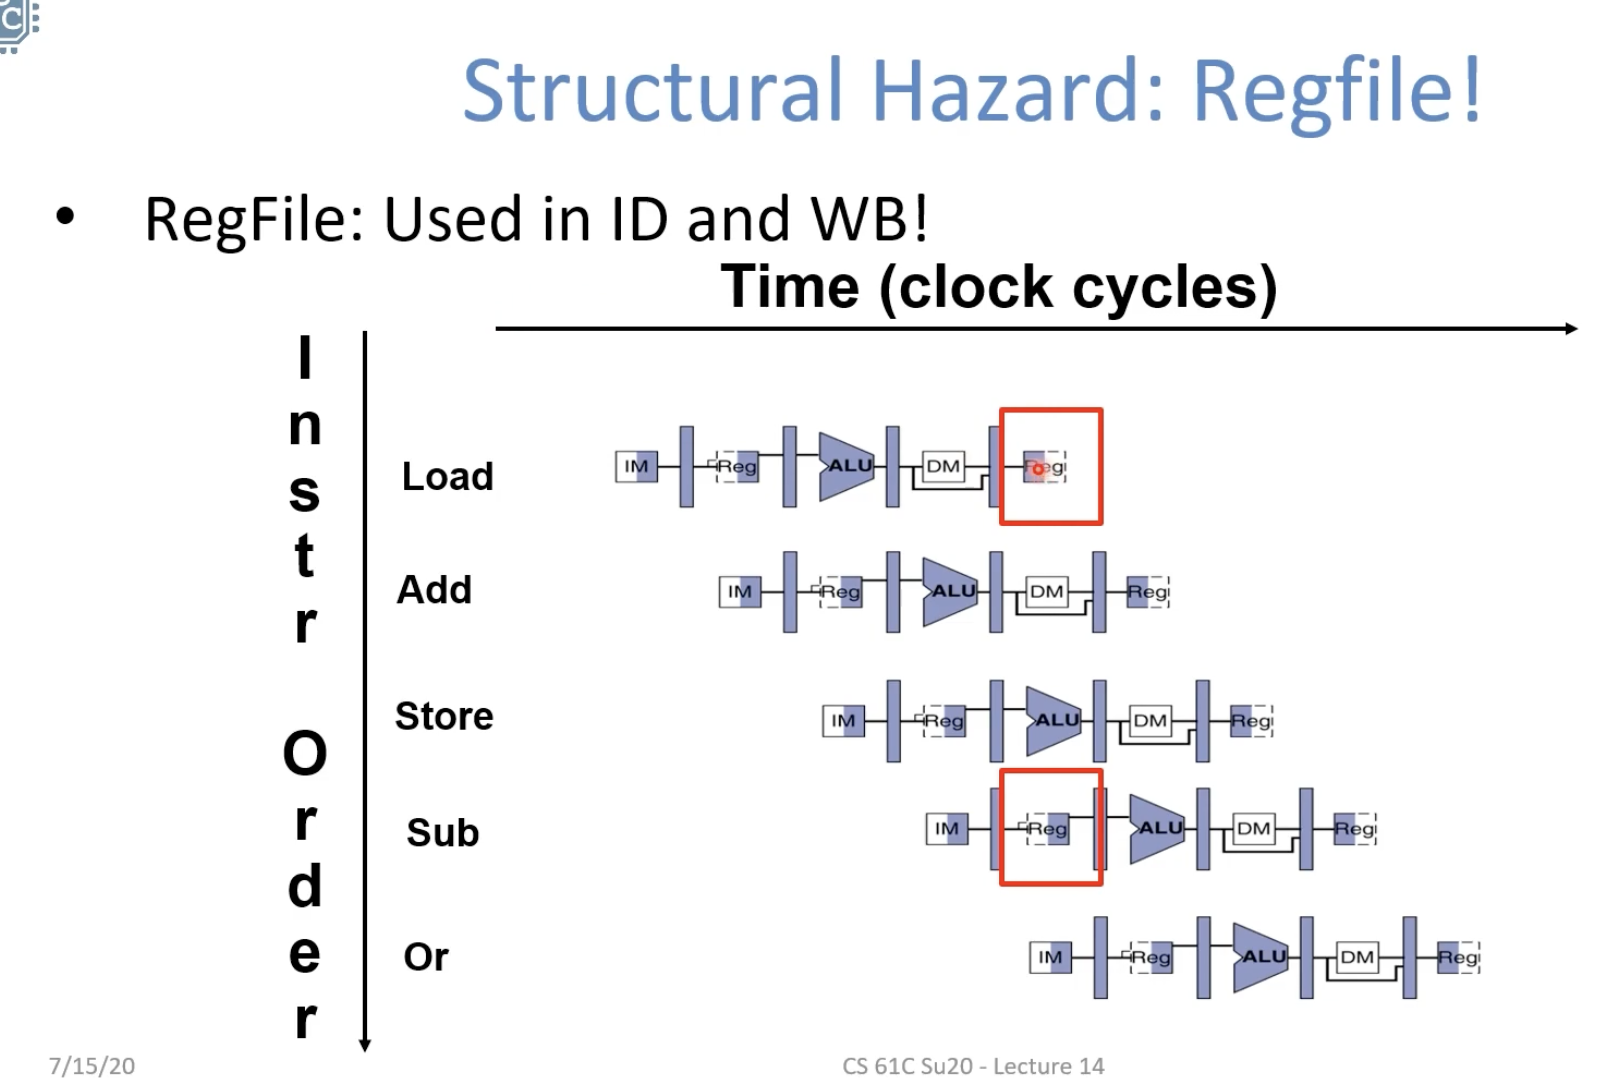 C
Structural Hazard: Regfile!
• RegFile: Used in ID and WB!
Time (clock cycles)
Instr Order
Load
IM Reg ALU DM Reg
Add
IM Reg ALU DM Reg
Store
IM Reg ALU DM Reg
Sub
IM Reg ALU DM Reg
Or
IM Reg ALU DM Reg
7/15/20
CS 61C Su20 - Lecture 14